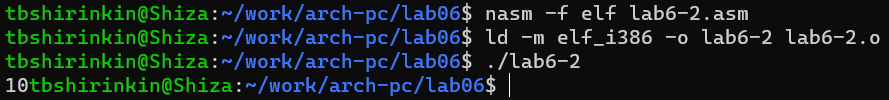 tbshirinkin@Shiza:~/work/arch-pc/lab06$ nasm -f elf lab6-2.asm
tbshirinkin@Shiza:~/work/arch-pc/lab06$ ld -m elf_i386 -o lab6-2 lab6-2.o
tbshirinkin@Shiza:~/work/arch-pc/lab06$ ./lab6-2
10tbshirinkin@Shiza:~/work/arch-pc/lab06$